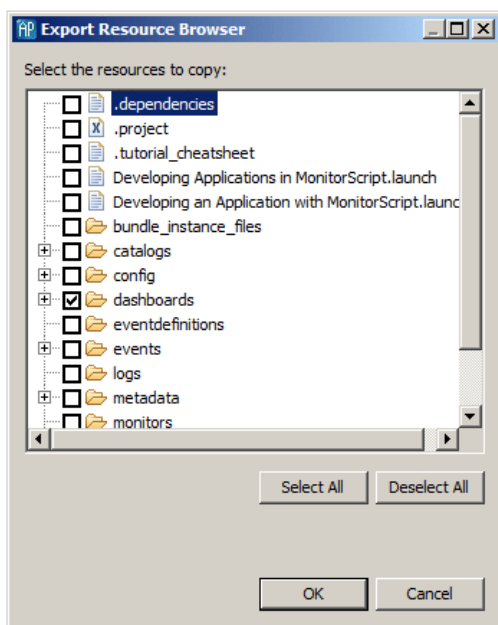 AP Export Resource Browser
Select the resources to copy:
.dependencies
X .project
.tutorial_cheatsheet
Developing Applications in MonitorScript.launch
Developing an Application with MonitorScript.launc
bundle_instance_files
catalogs
config
dashboards
eventdefinitions
events
logs
metadata
monitors
Select All Deselect All
OK Cancel